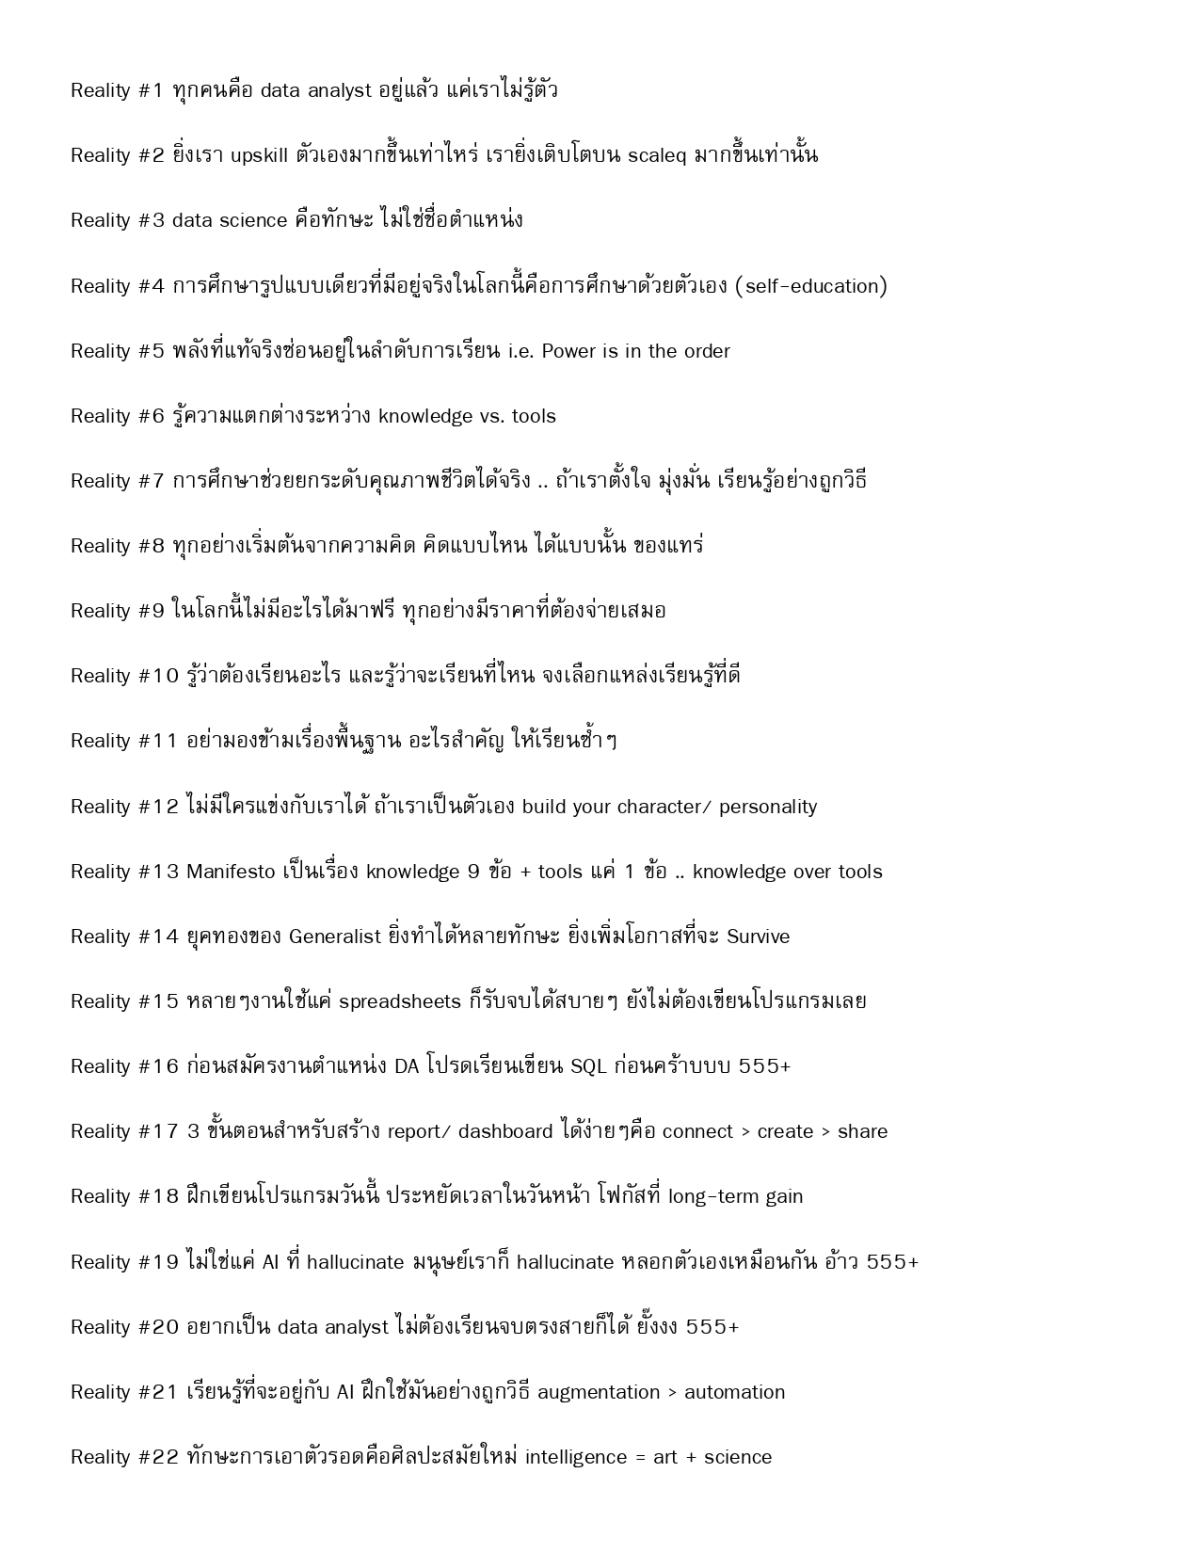 Reality #1 ทุกคนคือ data analyst อยู่แล้ว แค่เราไม่รู้ตัว
Reality #2 ยิ่งเรา upskill ตัวเองมากขึ้นเท่าไหร่ เรายิ่งเติบโตบน scaleq มากขึ้นเท่านั้น
Reality #3 data science คือทักษะ ไม่ใช่ชื่อตำแหน่ง
Reality #4 การศึกษารูปแบบเดียวที่มีอยู่จริงในโลกนี้คือการศึกษาด้วยตัวเอง (self-education)
Reality #5 พลังที่แท้จริงซ่อนอยู่ในลำดับการเรียน i.e. Power is in the order
Reality #6 รู้ความแตกต่างระหว่าง knowledge vs. tools
Reality #7 การศึกษาช่วยยกระดับคุณภาพชีวิตได้จริง .. ถ้าเราตั้งใจ มุ่งมั่น เรียนรู้อย่างถูกวิธี
Reality #8 ทุกอย่างเริ่มต้นจากความคิด คิดแบบไหน ได้แบบนั้น ของแทร่
Reality #9 ในโลกนี้ไม่มีอะไรได้มาฟรี ทุกอย่างมีราคาที่ต้องจ่ายเสมอ
Reality #10 รู้ว่าต้องเรียนอะไร และรู้ว่าจะเรียนที่ไหน จงเลือกแหล่งเรียนรู้ที่ดี
Reality #11 อย่ามองข้ามเรื่องพื้นฐาน อะไรสำคัญ ให้เรียนซ้ำๆ
Reality #12 ไม่มีใครแข่งกับเราได้ ถ้าเราเป็นตัวเอง build your character/ personality
Reality #13 Manifesto เป็นเรื่อง knowledge 9 ข้อ + tools แค่ 1 ข้อ .. knowledge over tools
Reality #14 ยุคทองของ Generalist ยิ่งทำได้หลายทักษะ ยิ่งเพิ่มโอกาสที่จะ Survive
Reality #15 หลายๆงานใช้แค่ spreadsheets ก็รับจบได้สบายๆ ยังไม่ต้องเขียนโปรแกรมเลย
Reality #16 ก่อนสมัครงานตำแหน่ง DA โปรดเรียนเขียน SQL ก่อนคร้าบบบ 555+
Reality #17 3 ขั้นตอนสำหรับสร้าง report/ dashboard ได้ง่ายๆคือ connect > create > share
Reality #18 ฝึกเขียนโปรแกรมวันนี้ ประหยัดเวลาในวันหน้า โฟกัสที่ long-term gain
Reality #19 ไม่ใช่แค่ AI ที่ hallucinate มนุษย์เราก็ hallucinate หลอกตัวเองเหมือนกัน อ้าว 555+
Reality #20 อยากเป็น data analyst ไม่ต้องเรียนจบตรงสายก็ได้ ยั๊งงง 555+
Reality #21 เรียนรู้ที่จะอยู่กับ AI ฝึกใช้มันอย่างถูกวิธี augmentation > automation
Reality #22 ทักษะการเอาตัวรอดคือศิลปะสมัยใหม่ intelligence = art + science